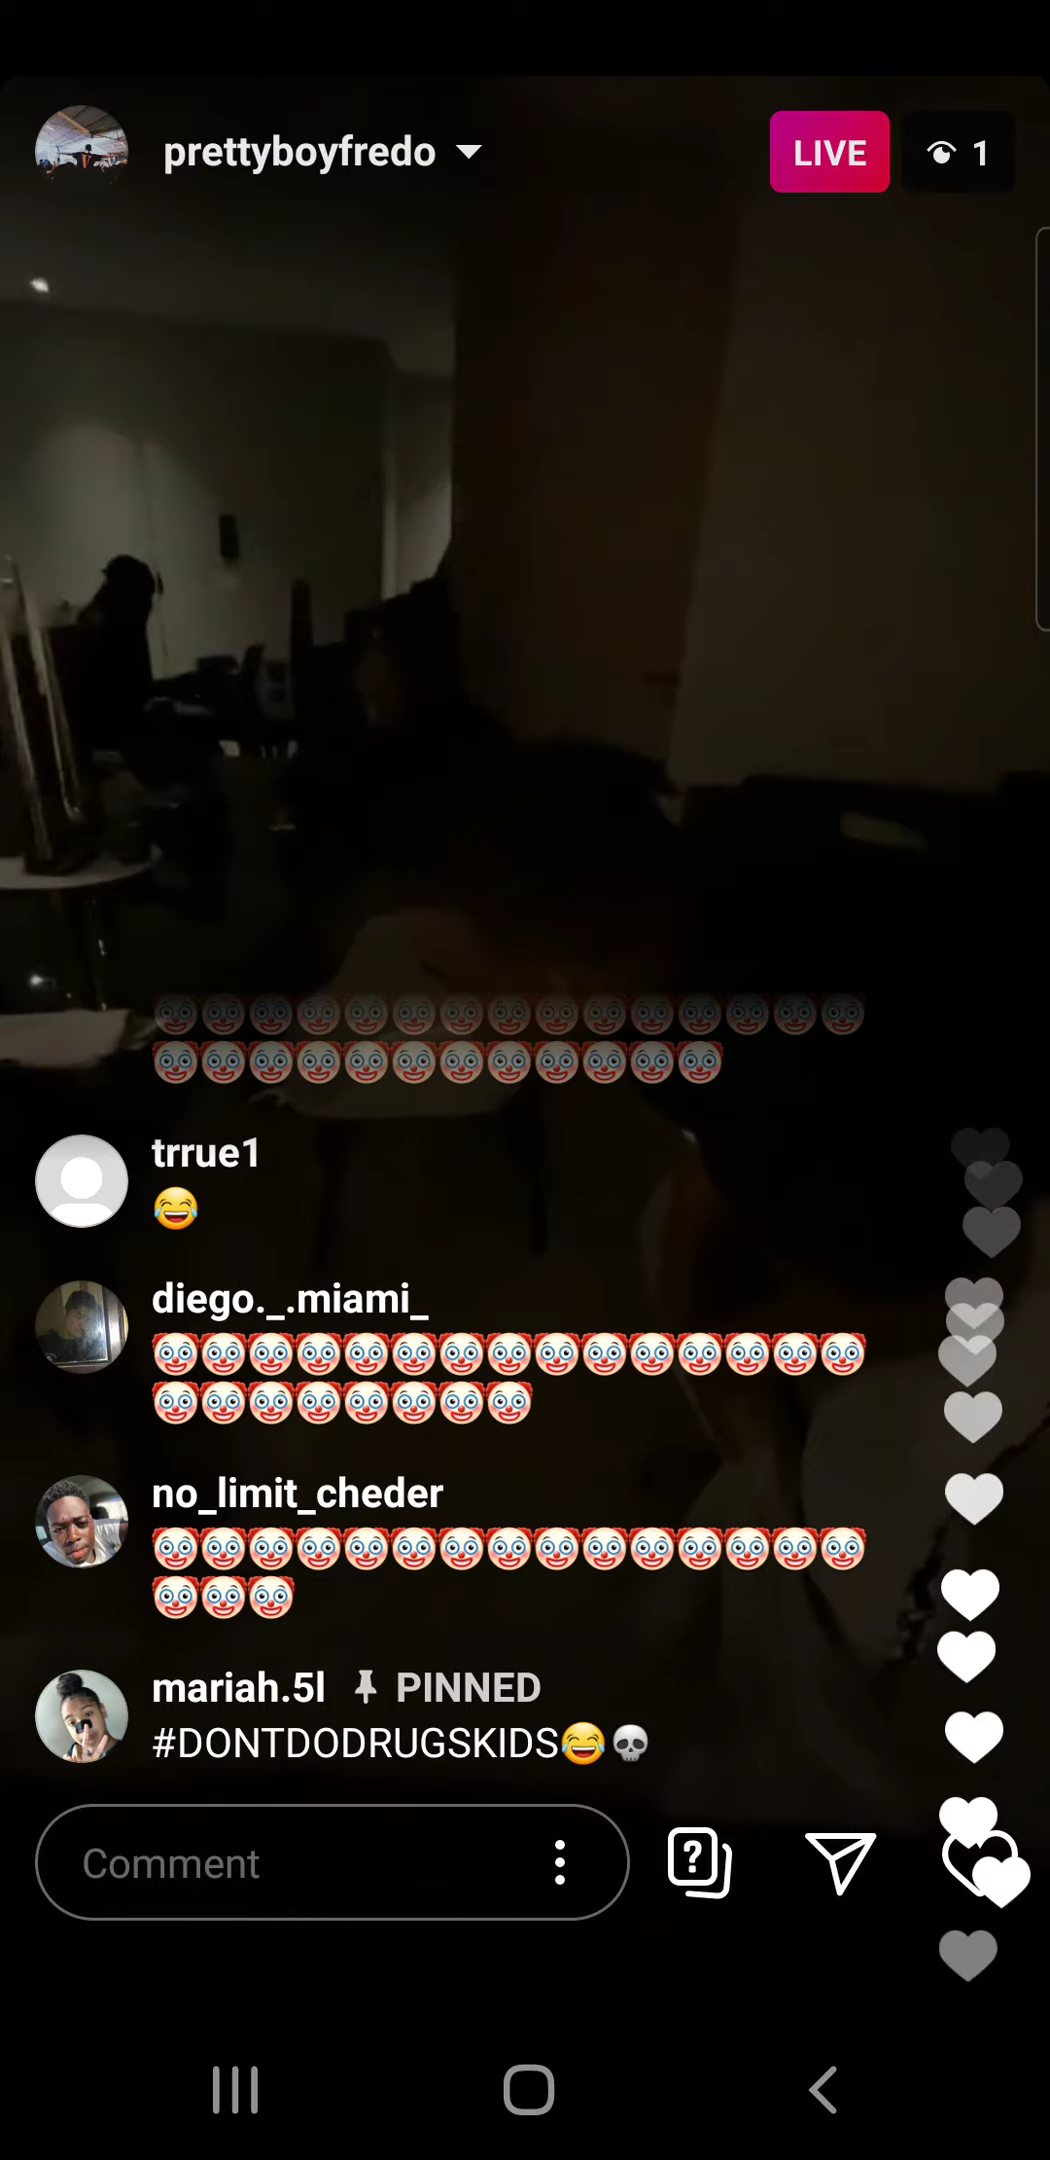 prettyboyfredo
LIVE
1
🤡🤡🤡🤡🤡🤡🤡🤡🤡🤡🤡🤡🤡🤡🤡
🤡🤡🤡🤡🤡🤡🤡🤡🤡🤡🤡🤡
trrue1
😂
diego._.miami_
🤡🤡🤡🤡🤡🤡🤡🤡🤡🤡🤡🤡🤡🤡🤡
🤡🤡🤡🤡🤡🤡🤡🤡
no_limit_cheder
🤡🤡🤡🤡🤡🤡🤡🤡🤡🤡🤡🤡🤡🤡🤡
🤡🤡🤡
mariah.5l PINNED
#DONTDODRUGSKIDS😂💀
Comment